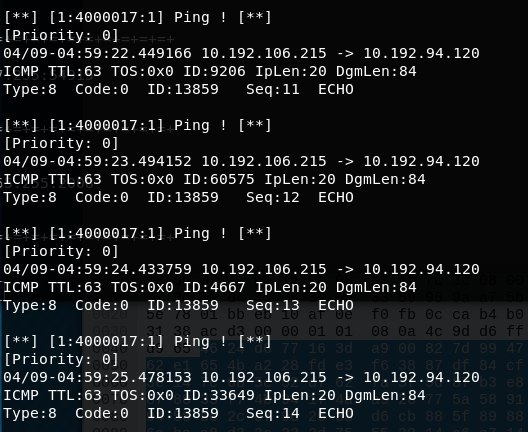 [**] [1:4000017:1] Ping ! [**]
[Priority: 0]
04/09-04:59:22.449166 10.192.106.215 -> 10.192.94.120
ICMP TTL:63 TOS:0x0 ID:9206 IpLen:20 DgmLen:84
Type:8  Code:0  ID:13859   Seq:11  ECHO
[**] [1:4000017:1] Ping ! [**]
[Priority: 0]
04/09-04:59:23.494152 10.192.106.215 -> 10.192.94.120
ICMP TTL:63 TOS:0x0 ID:60575 IpLen:20 DgmLen:84
Type:8  Code:0  ID:13859   Seq:12  ECHO
[**] [1:4000017:1] Ping ! [**]
[Priority: 0]
04/09-04:59:24.433759 10.192.106.215 -> 10.192.94.120
ICMP TTL:63 TOS:0x0 ID:4667 IpLen:20 DgmLen:84
Type:8  Code:0  ID:13859   Seq:13  ECHO
[**] [1:4000017:1] Ping ! [**]
[Priority: 0]
04/09-04:59:25.478153 10.192.106.215 -> 10.192.94.120
ICMP TTL:63 TOS:0x0 ID:33649 IpLen:20 DgmLen:84
Type:8  Code:0  ID:13859   Seq:14  ECHO